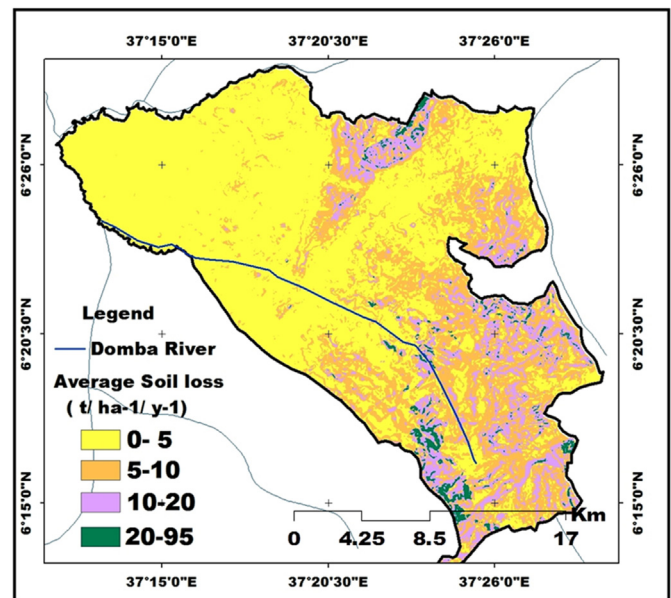 37°15'0"E 37°20'30"E 37°26'0"E
6°26'0"N 6°26'0"N
6°20'30"N 6°20'30"N
6°15'0"N 6°15'0"N
Legend
Domba River
Average Soil loss
( t/ ha-1/ y-1)
0- 5
5-10
10-20
20-95
Km
0 4.25 8.5 17
37°15'0"E 37°20'30"E 37°26'0"E